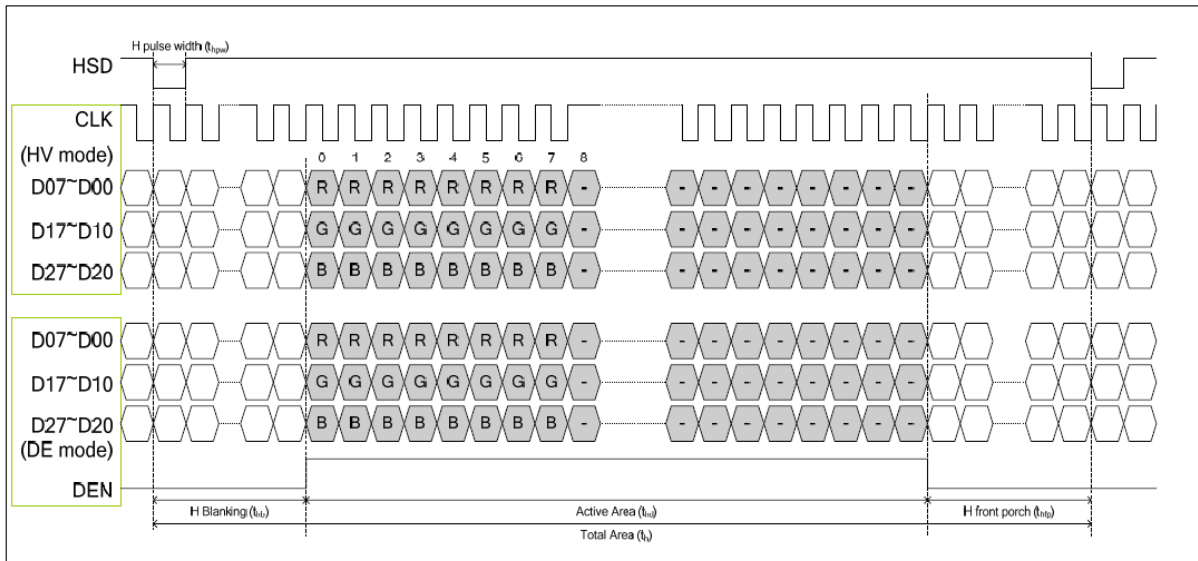 H pulse width (thpw)
HSD
CLK
(HV mode)
0 1 2 3 4 5 6 7 8
D07~D00 R R R R R R R R - - - - - - - - -
D17~D10 G G G G G G G G - - - - - - - - -
D27~D20 B B B B B B B B - - - - - - - - -
D07~D00 R R R R R R R R - - - - - - - - -
D17~D10 G G G G G G G G - - - - - - - - -
D27~D20 B B B B B B B B - - - - - - - - -
(DE mode)
DEN
H Blanking (thb) Active Area (thd) H front porch (thfp)
Total Area (th)